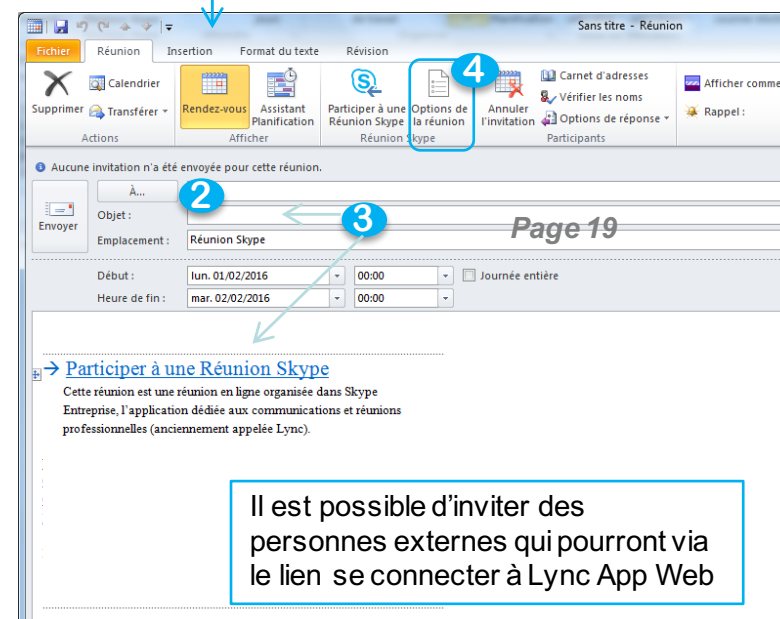 Sans titre - Réunion
Fichier Réunion Insertion Format du texte Révision
4
Supprimer Calendrier Transférer Rendez-vous Assistant Planification Participer à une Réunion Skype Options de la réunion Annuler l'invitation Carnet d'adresses Vérifier les noms Options de réponse Afficher comme Rappel :
Actions Afficher Réunion Skype Participants
Aucune invitation n'a été envoyée pour cette réunion.
Envoyer
À... 2
Objet : 3
Page 19
Emplacement : Réunion Skype
Début : lun. 01/02/2016 00:00 Journée entière
Heure de fin : mar. 02/02/2016 00:00
→ Participer à une Réunion Skype
Cette réunion est une réunion en ligne organisée dans Skype
Entreprise, l'application dédiée aux communications et réunions
professionnelles (anciennement appelée Lync).
Il est possible d'inviter des
personnes externes qui pourront via
le lien se connecter à Lync App Web